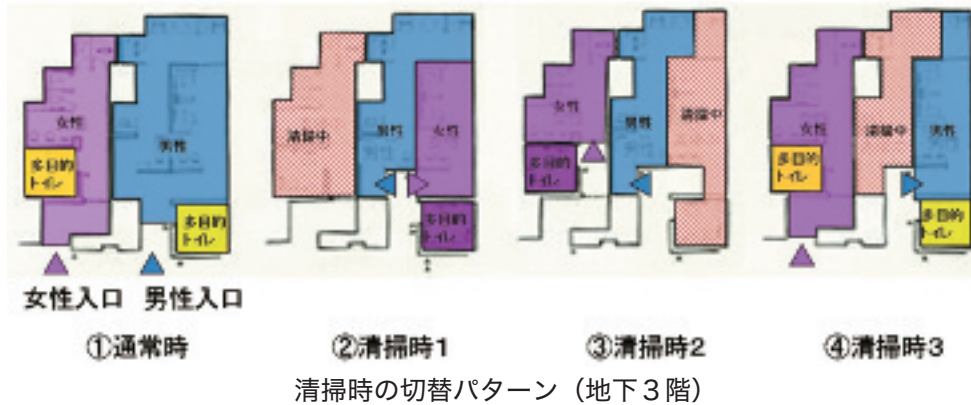 女性
男性
多目的
トイレ
多目的
トイレ
女性入口 男性入口
①通常時
清掃中
男性
女性
多目的
トイレ
②清掃時1
女性
男性
清掃中
多目的
トイレ
③清掃時2
女性
清掃中
男性
多目的
トイレ
多目的
トイレ
④清掃時3
清掃時の切替パターン（地下３階）